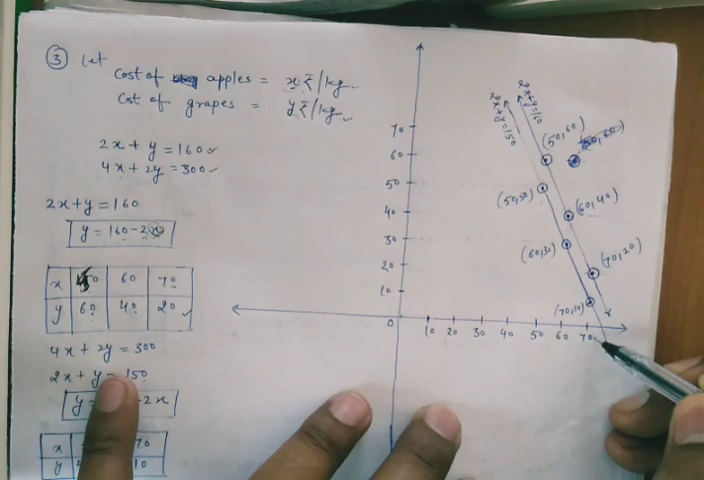 ③ Let
Cost of apples = x ₹/kg
Cost of grapes = y ₹/kg
2x + y = 160
4x + 2y = 300
2x+y = 160
y = 160-2x
x 50 60 70
y 60 40 20
4x + 2y = 300
2x + y = 150
y = -2x
x 70
y 10
2x+y=150
2x+y=160
70
60
50
40
30
20
10
0
10 20 30 40 50 60 70
(50,60)
(50,50)
(60,40)
(60,30)
(70,20)
(70,10)